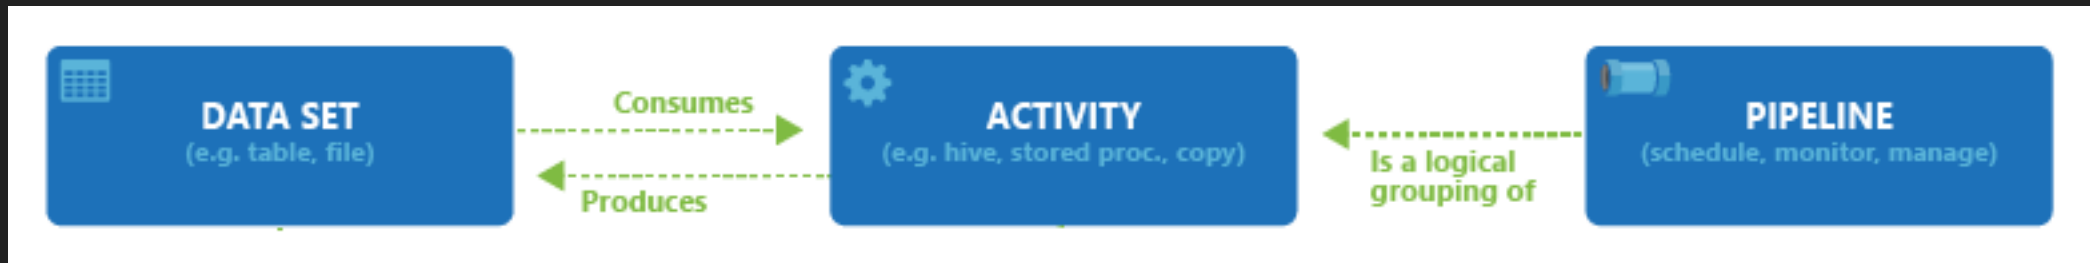 DATA SET
(e.g. table, file)
Consumes
Produces
ACTIVITY
(e.g. hive, stored proc., copy)
Is a logical
grouping of
PIPELINE
(schedule, monitor, manage)